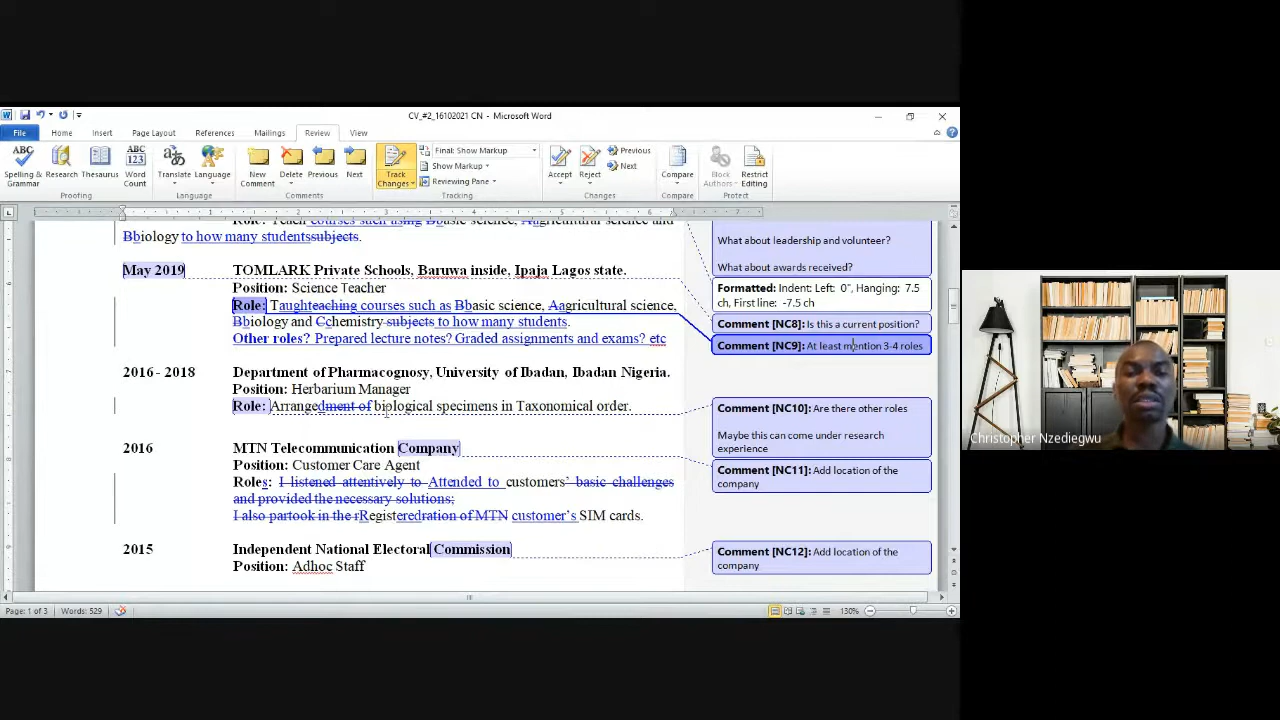 CV_#2_16102021 CN - Microsoft Word
File Home Insert Page Layout References Mailings Review View
Spelling & Grammar Research Thesaurus Word Count Translate Language New Comment Delete Previous Next Track Changes Final: Show Markup Show Markup Reviewing Pane Accept Reject Previous Next Compare Block Authors Restrict Editing
Proofing Language Comments Tracking Changes Compare Protect
courses such as ing Bbasic science, Aagricultural science and
Bbiology to how many studentssubjects.
What about leadership and volunteer?
What about awards received?
May 2019 TOMLARK Private Schools, Baruwa inside, Ipaja Lagos state.
Position: Science Teacher
Role: Taughteaching courses such as Bbasic science, Aagricultural science,
Bbiology and Cchemistry subjects to how many students.
Other roles? Prepared lecture notes? Graded assignments and exams? etc
Formatted: Indent: Left: 0", Hanging: 7.5
ch, First line: -7.5 ch
Comment [NC8]: Is this a current position?
Comment [NC9]: At least mention 3-4 roles
2016 - 2018 Department of Pharmacognosy, University of Ibadan, Ibadan Nigeria.
Position: Herbarium Manager
Role: Arrangedment of biological specimens in Taxonomical order.
Comment [NC10]: Are there other roles
Maybe this can come under research
experience
2016 MTN Telecommunication Company
Position: Customer Care Agent
Roles: I listened attentively to Attended to customers' basic challenges
and provided the necessary solutions;
I also partook in the rRegisteredration of MTN customer's SIM cards.
Comment [NC11]: Add location of the
company
2015 Independent National Electoral Commission
Position: Adhoc Staff
Comment [NC12]: Add location of the
company
Page: 1 of 3 Words: 529 130%
Christopher Nzediegwu